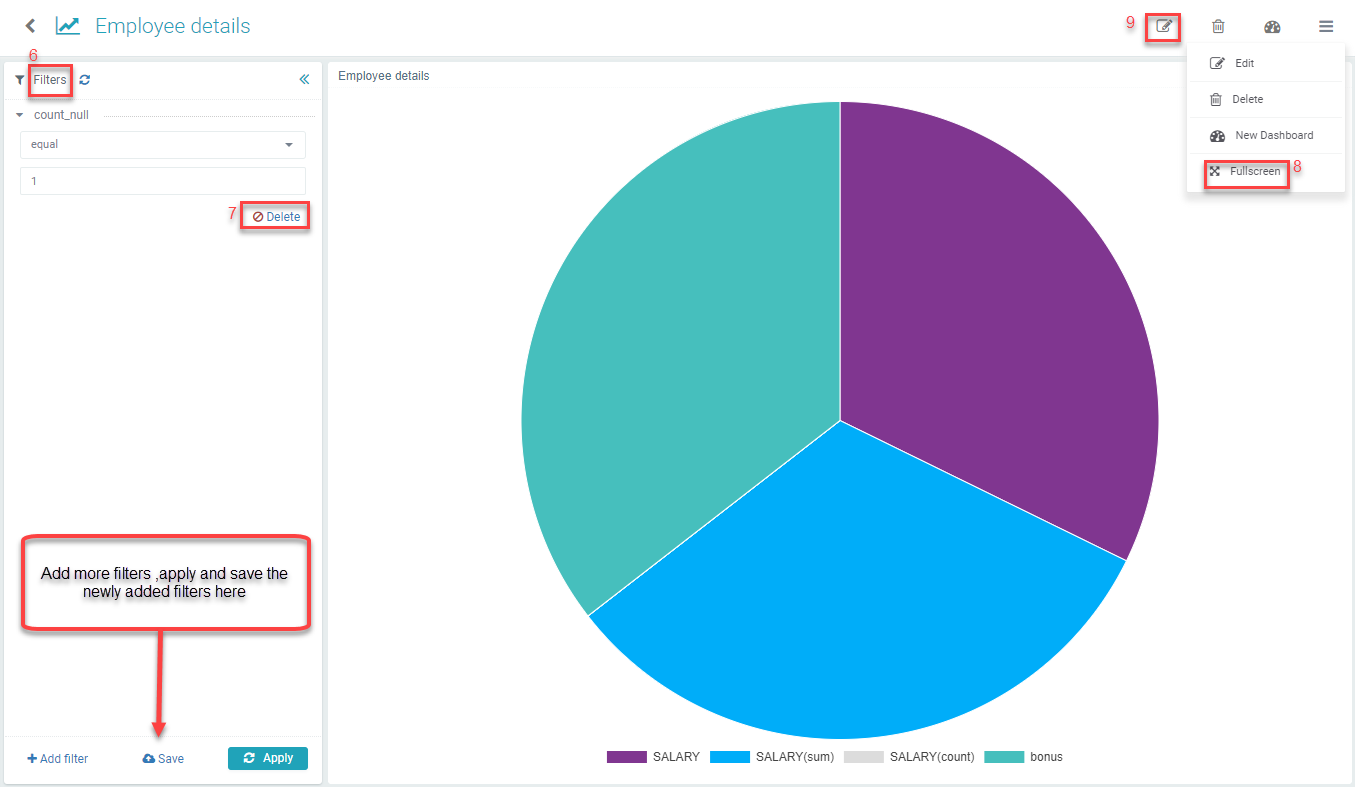 Employee details
9
6
Filters
Employee details
Edit
count_null
Delete
equal
New Dashboard
Fullscreen
8
1
7
Delete
Add more filters ,apply and save the
newly added filters here
Add filter
Save
Apply
SALARY
SALARY(sum)
SALARY(count)
bonus